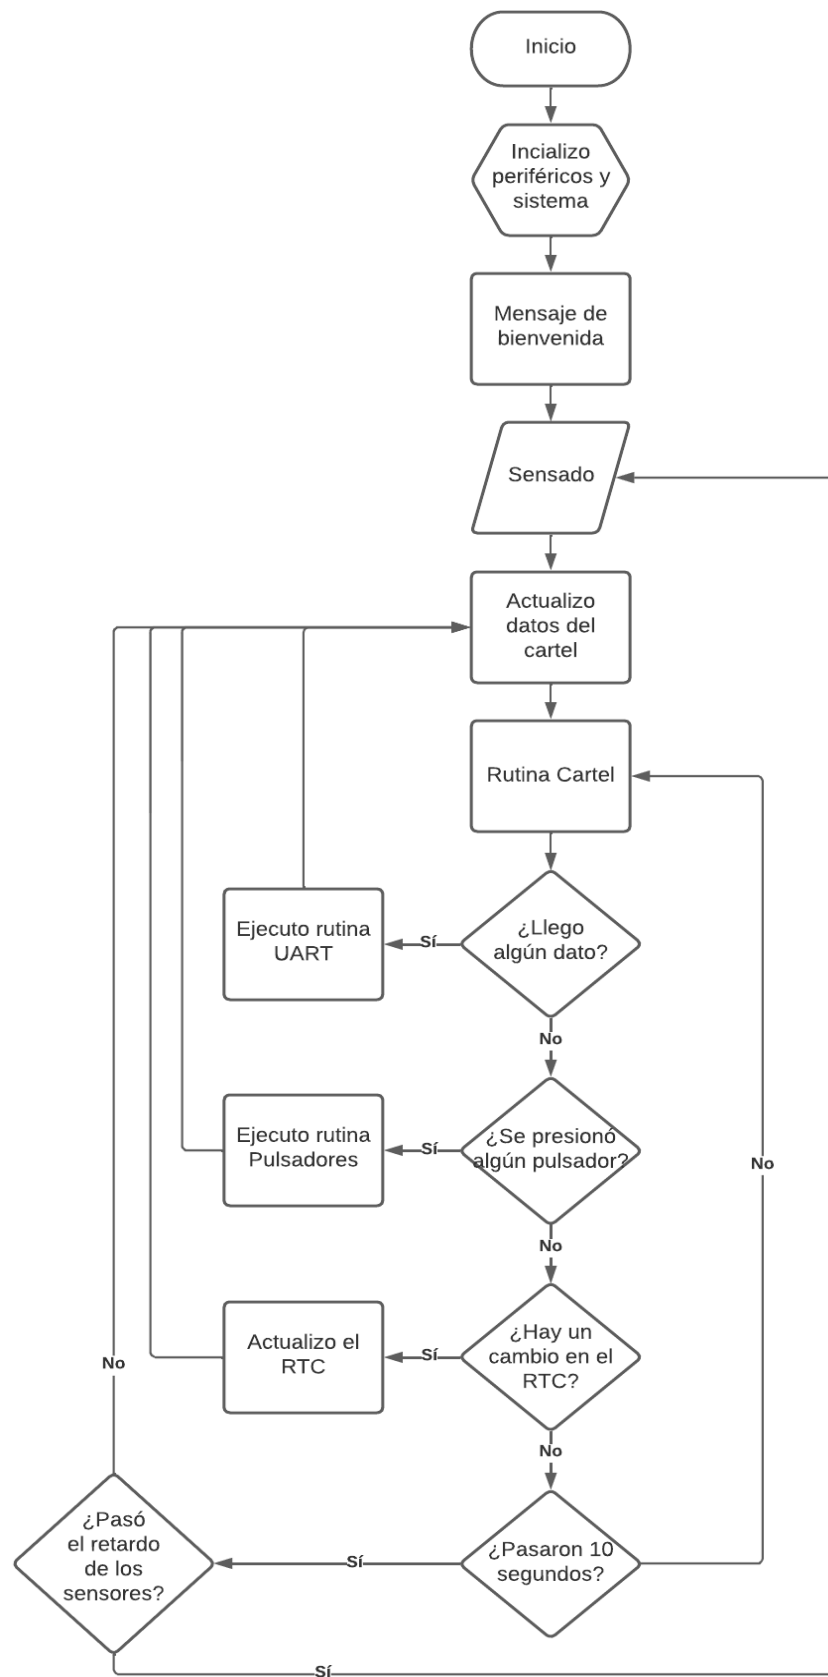 Inicio
Incializo
periféricos y
sistema
Mensaje de
bienvenida
Sensado
Actualizo
datos del
cartel
Rutina Cartel
¿Llego
algún dato?
Sí
Ejecuto rutina
UART
No
¿Se presionó
algún pulsador?
Sí
Ejecuto rutina
Pulsadores
No
No
¿Hay un
cambio en el
RTC?
Sí
Actualizo el
RTC
No
No
¿Pasaron 10
segundos?
Sí
¿Pasó
el retardo
de los
sensores?
Sí